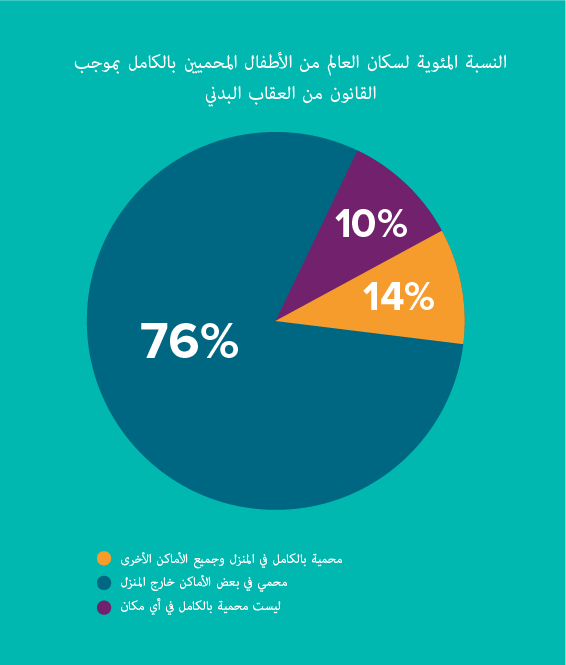 النسبة المئوية لسكان العالم من الأطفال المحميين بالكامل بموجب
القانون من العقاب البدني
10%
14%
76%
محمية بالكامل في المنزل وجميع الأماكن الأخرى
محمي في بعض الأماكن خارج المنزل
ليست محمية بالكامل في أي مكان